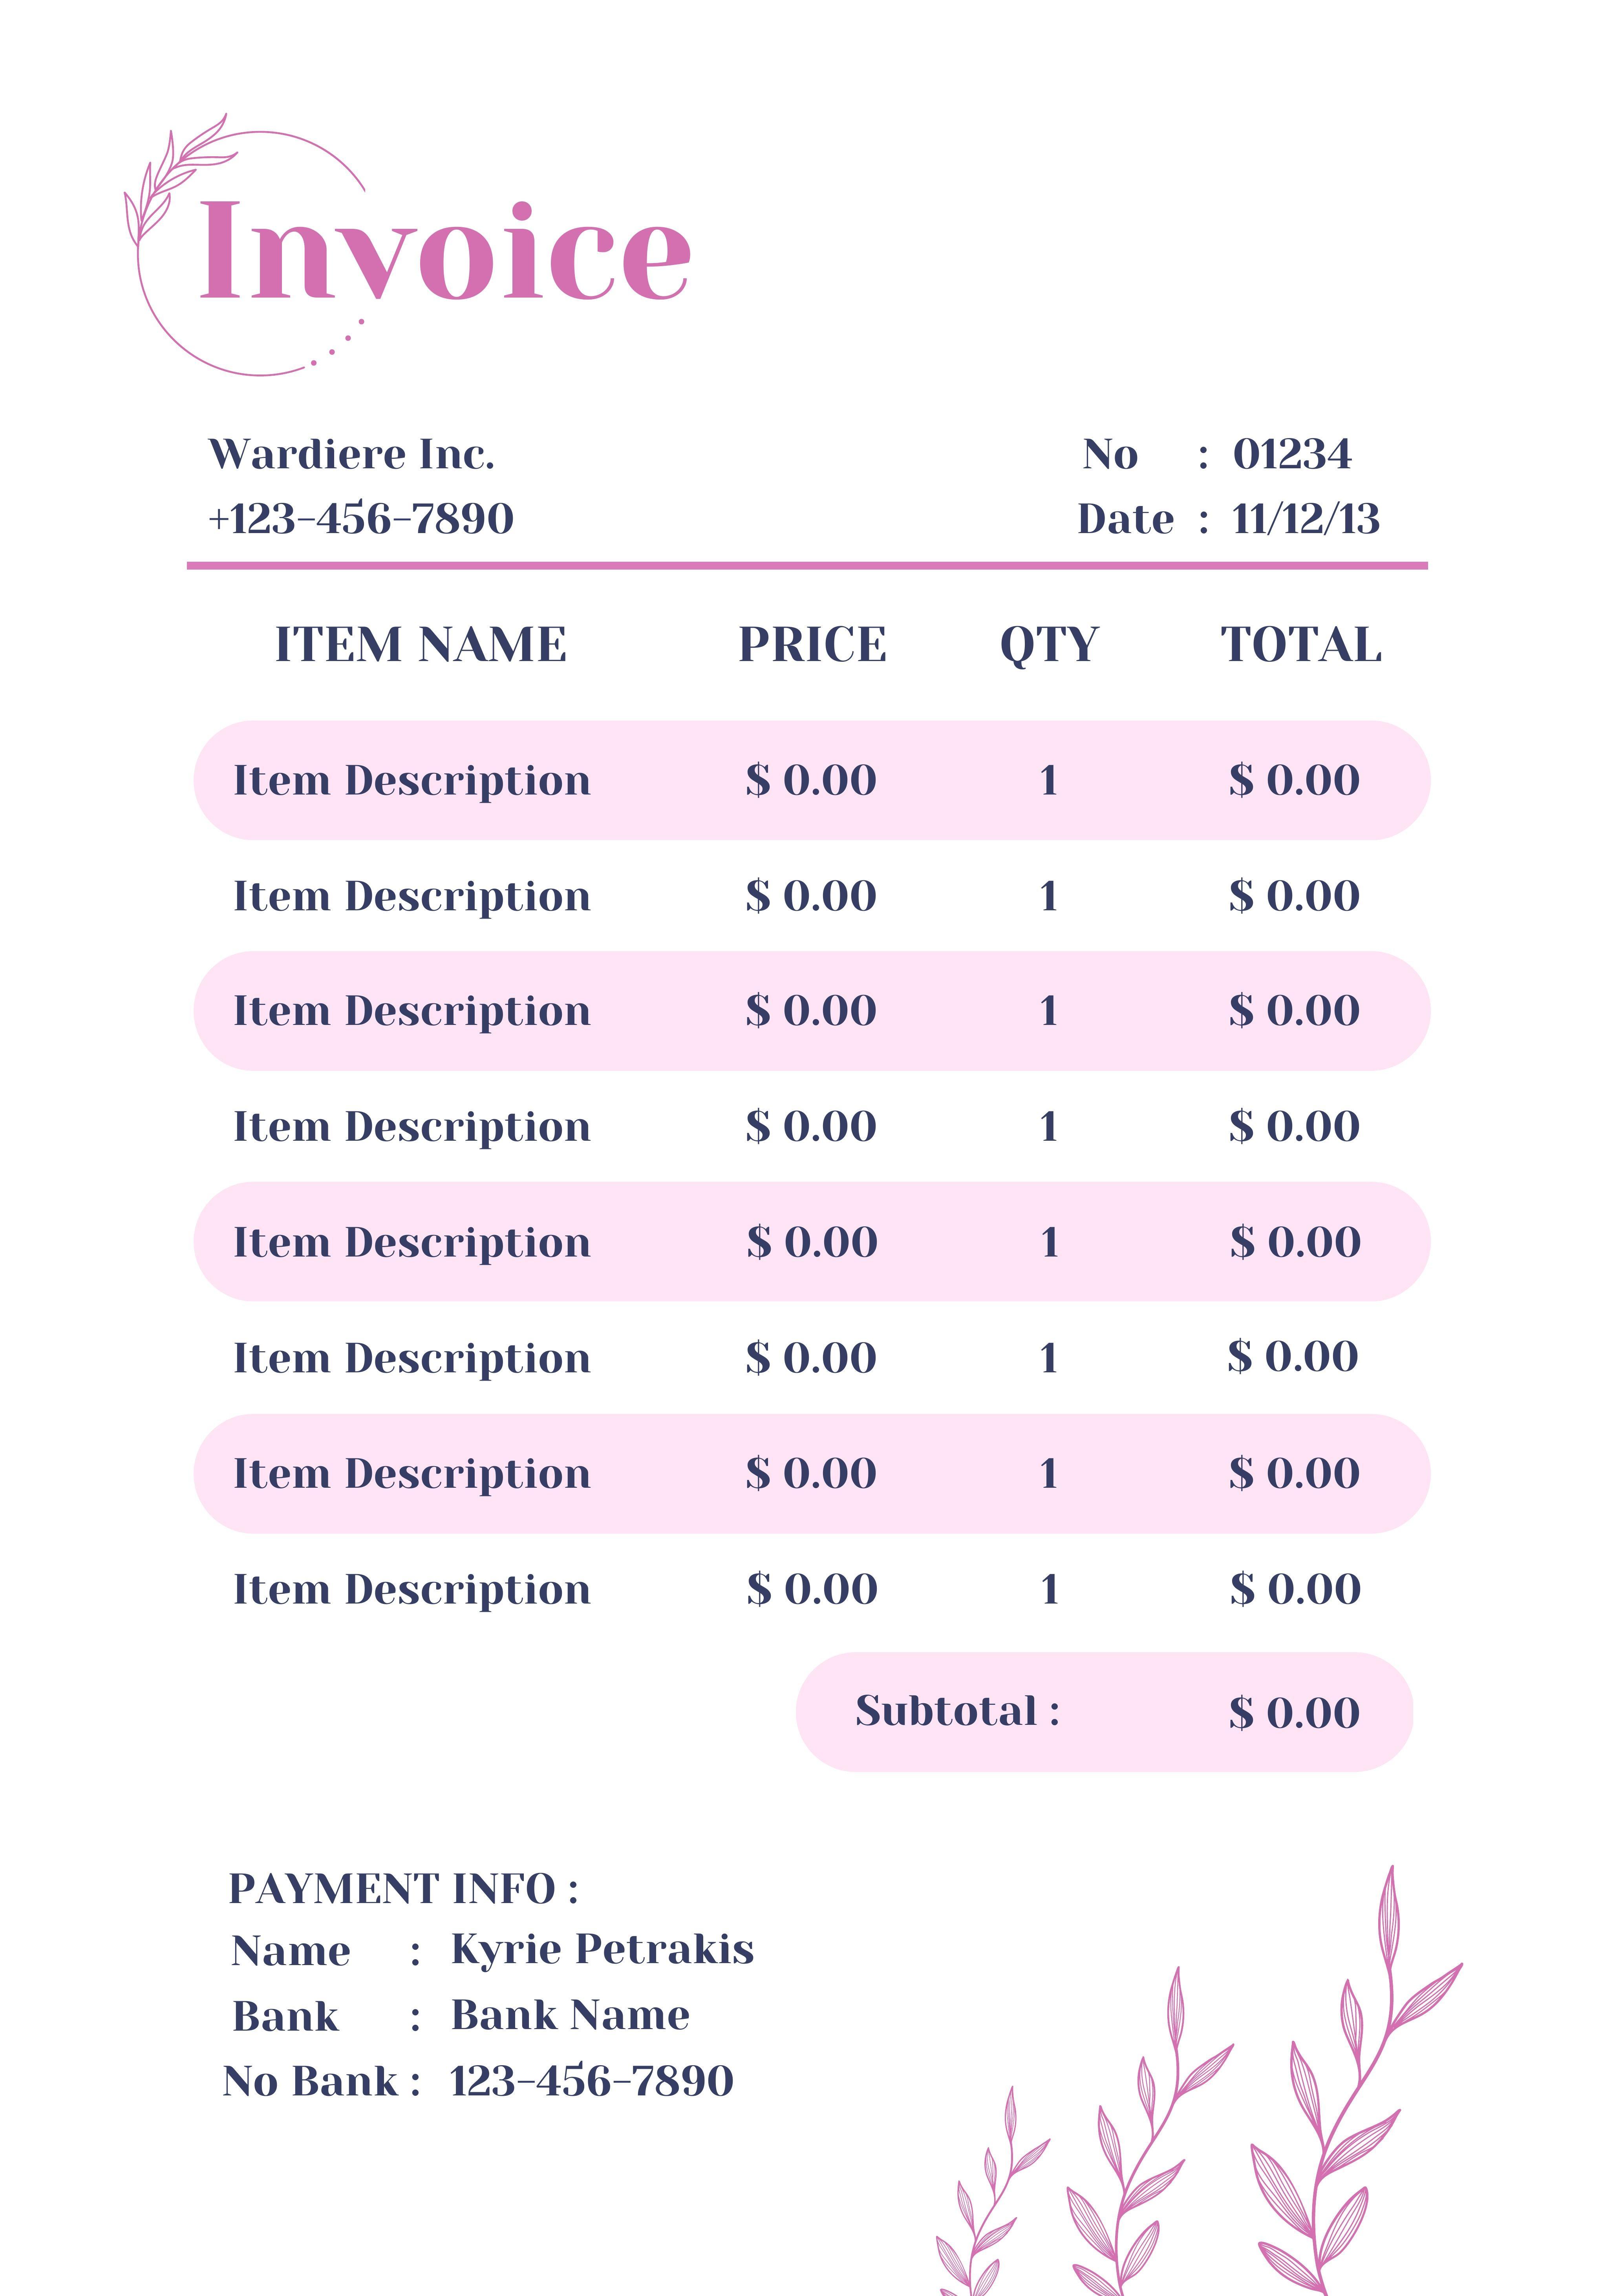 Invoice
Wardiere Inc. No : 01234
+123-456-7890 Date : 11/12/13
ITEM NAME PRICE QTY TOTAL
Item Description $ 0.00 1 $ 0.00
Item Description $ 0.00 1 $ 0.00
Item Description $ 0.00 1 $ 0.00
Item Description $ 0.00 1 $ 0.00
Item Description $ 0.00 1 $ 0.00
Item Description $ 0.00 1 $ 0.00
Item Description $ 0.00 1 $ 0.00
Item Description $ 0.00 1 $ 0.00
Subtotal : $ 0.00
PAYMENT INFO :
Name : Kyrie Petrakis
Bank : Bank Name
No Bank : 123-456-7890